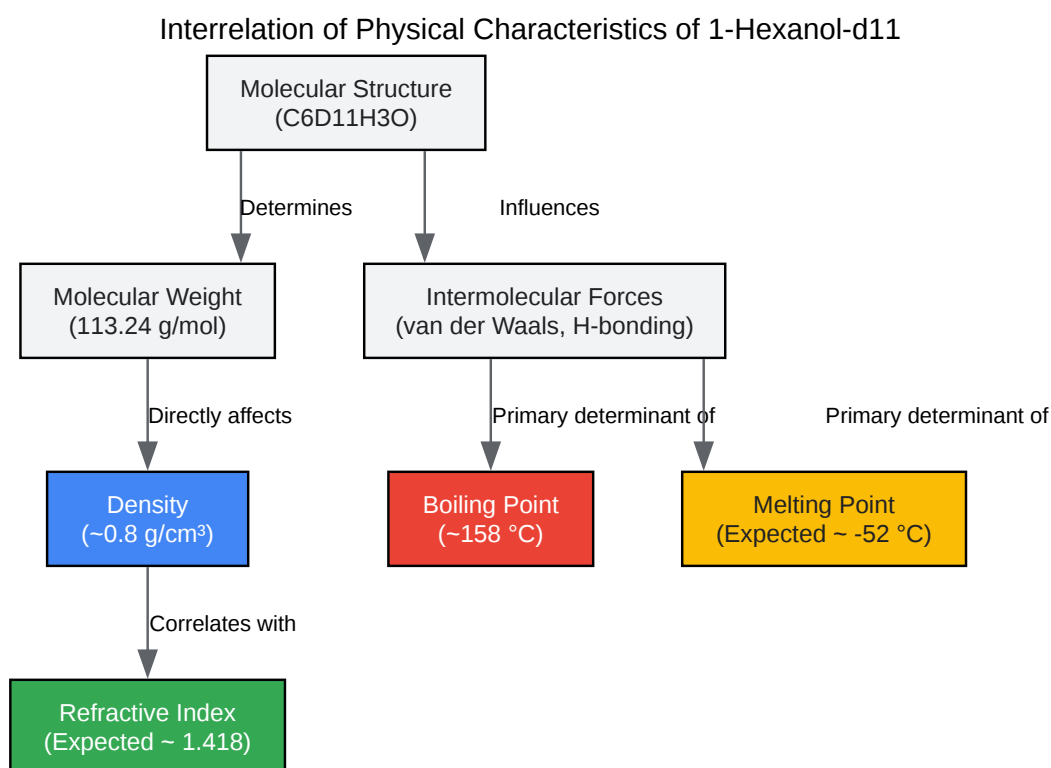 Interrelation of Physical Characteristics of 1-Hexanol-d11
Molecular Structure
(C6D11H3O)
Determines
Influences
Molecular Weight
(113.24 g/mol)
Intermolecular Forces
(van der Waals, H-bonding)
Directly affects
Primary determinant of
Primary determinant of
Density
(~0.8 g/cm³)
Boiling Point
(~158 °C)
Melting Point
(Expected ~ -52 °C)
Correlates with
Refractive Index
(Expected ~ 1.418)